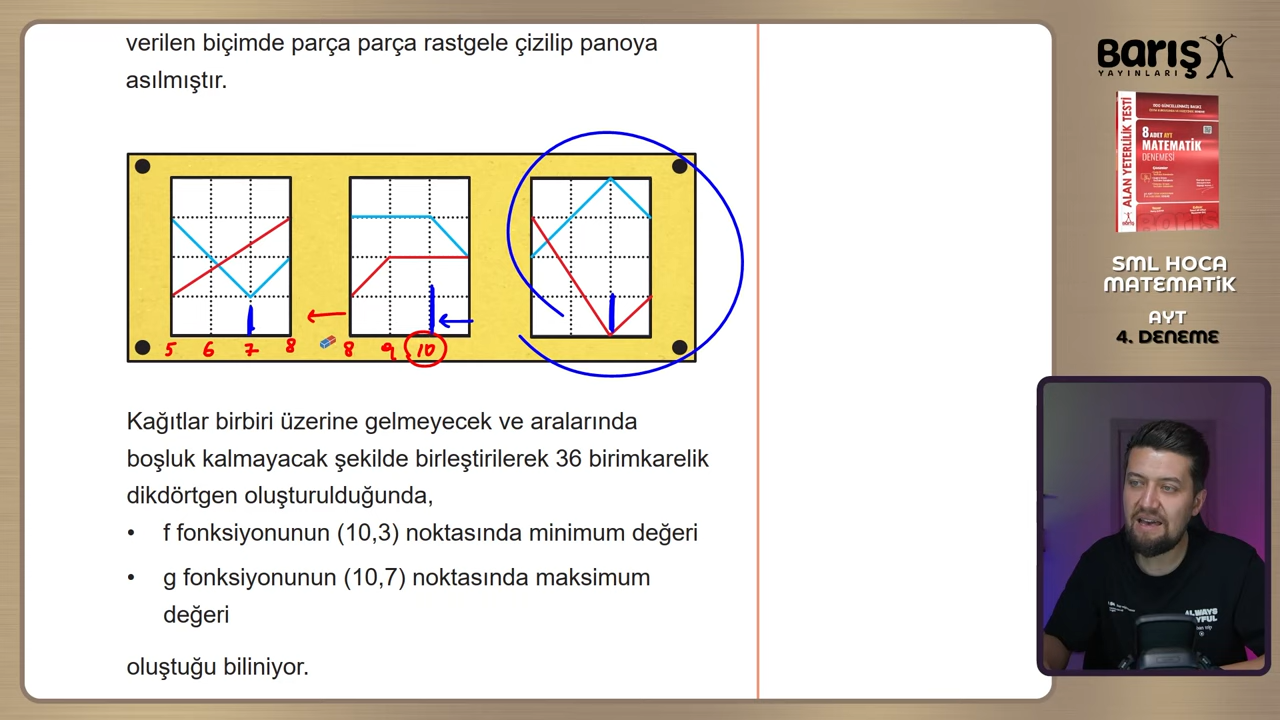 verilen biçimde parça parça rastgele çizilip panoya
asılmıştır.
5 6 7 8 8 9 10
Kağıtlar birbiri üzerine gelmeyecek ve aralarında
boşluk kalmayacak şekilde birleştirilerek 36 birimkarelik
dikdörtgen oluşturulduğunda,
• f fonksiyonunun (10,3) noktasında minimum değeri
• g fonksiyonunun (10,7) noktasında maksimum
değeri
oluştuğu biliniyor.
Barış
YAYINLARI
ALAN YETERLİLİK TESTİ
8 ADET AYT
MATEMATİK
DENEMESİ
SML HOCA
MATEMATİK
AYT
4. DENEME